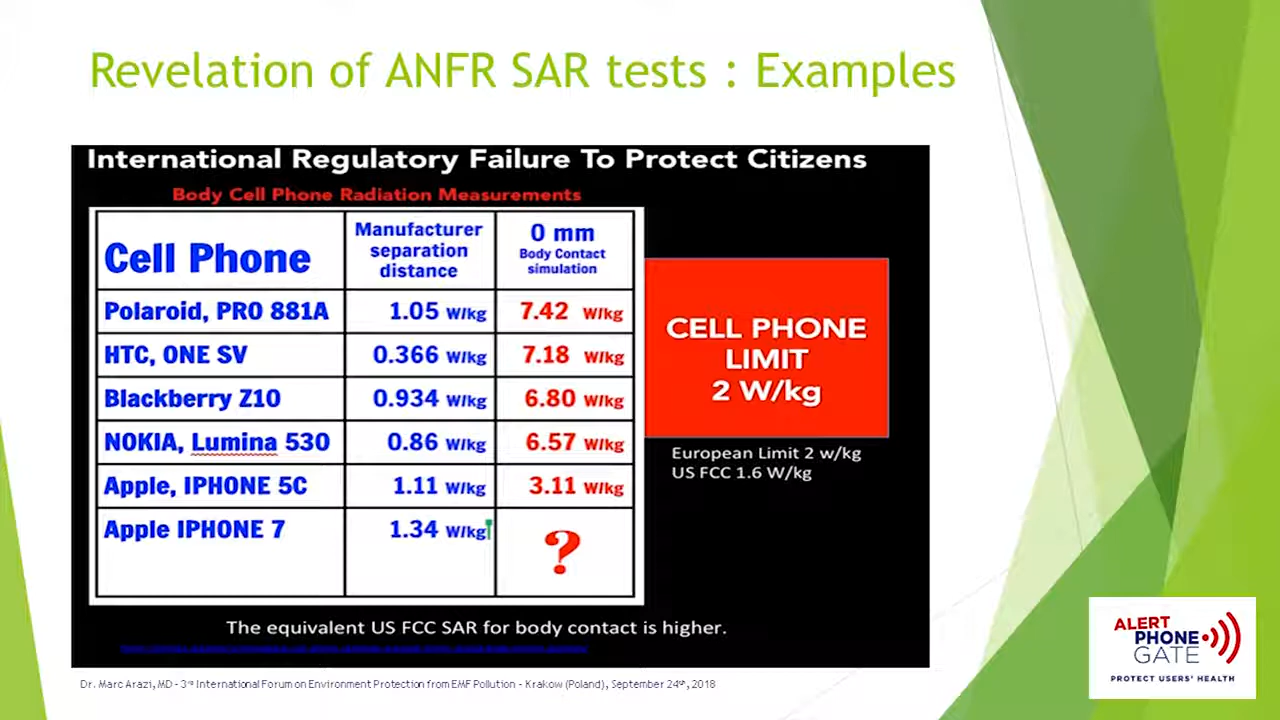 Revelation of ANFR SAR tests : Examples
International Regulatory Failure To Protect Citizens
Body Cell Phone Radiation Measurements
Cell Phone
Manufacturer
separation
distance
0 mm
Body Contact
simulation
Polaroid, PRO 881A 1.05 W/kg 7.42 W/kg
HTC, ONE SV 0.366 W/kg 7.18 W/kg
Blackberry Z10 0.934 W/kg 6.80 W/kg
NOKIA, Lumina 530 0.86 W/kg 6.57 W/kg
Apple, IPHONE 5C 1.11 W/kg 3.11 W/kg
Apple IPHONE 7 1.34 W/kg ?
CELL PHONE
LIMIT
2 W/kg
European Limit 2 w/kg
US FCC 1.6 W/kg
The equivalent US FCC SAR for body contact is higher.
Dr. Marc Arazi, MD - 3rd International Forum on Environment Protection from EMF Pollution - Krakow (Poland), September 24th, 2018
ALERT
PHONE
GATE
PROTECT USERS' HEALTH